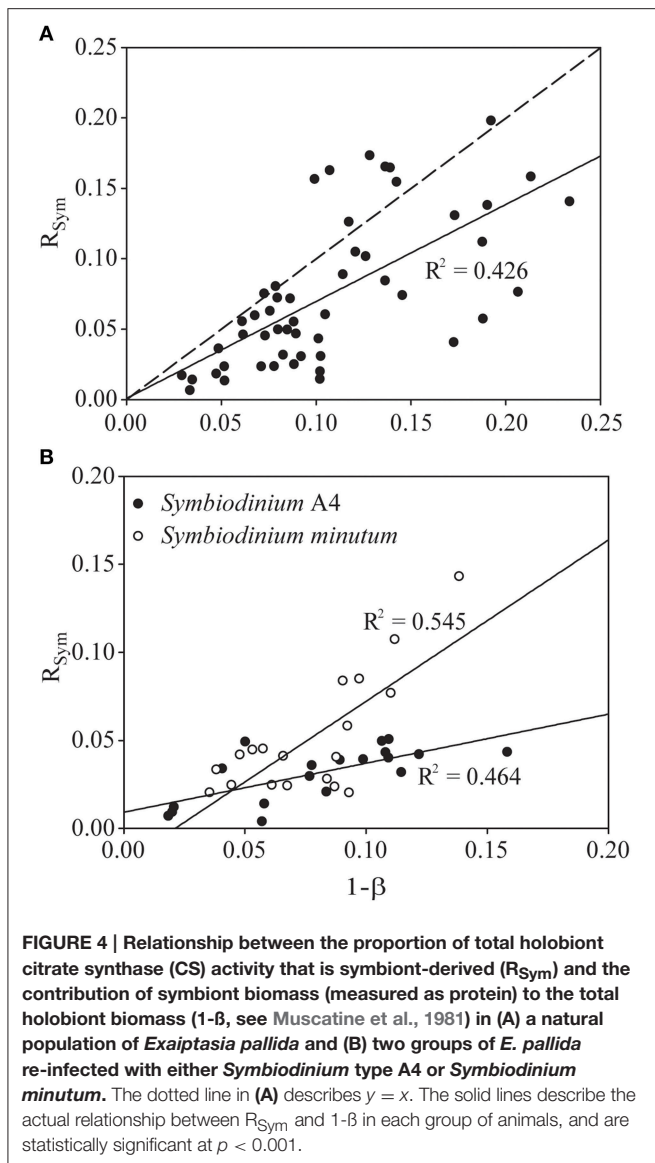 A
0.25
0.20
0.15
0.10
0.05
0.00
R_Sym
R² = 0.426
0.00 0.05 0.10 0.15 0.20 0.25
B
0.20
0.15
0.10
0.05
0.00
R_Sym
Symbiodinium A4
Symbiodinium minutum
R² = 0.545
R² = 0.464
0.00 0.05 0.10 0.15 0.20
1-β
FIGURE 4 | Relationship between the proportion of total holobiont
citrate synthase (CS) activity that is symbiont-derived (R_Sym) and the
contribution of symbiont biomass (measured as protein) to the total
holobiont biomass (1-ß, see Muscatine et al., 1981) in (A) a natural
population of Exaiptasia pallida and (B) two groups of E. pallida
re-infected with either Symbiodinium type A4 or Symbiodinium
minutum. The dotted line in (A) describes y = x. The solid lines describe the
actual relationship between R_Sym and 1-ß in each group of animals, and are
statistically significant at p < 0.001.